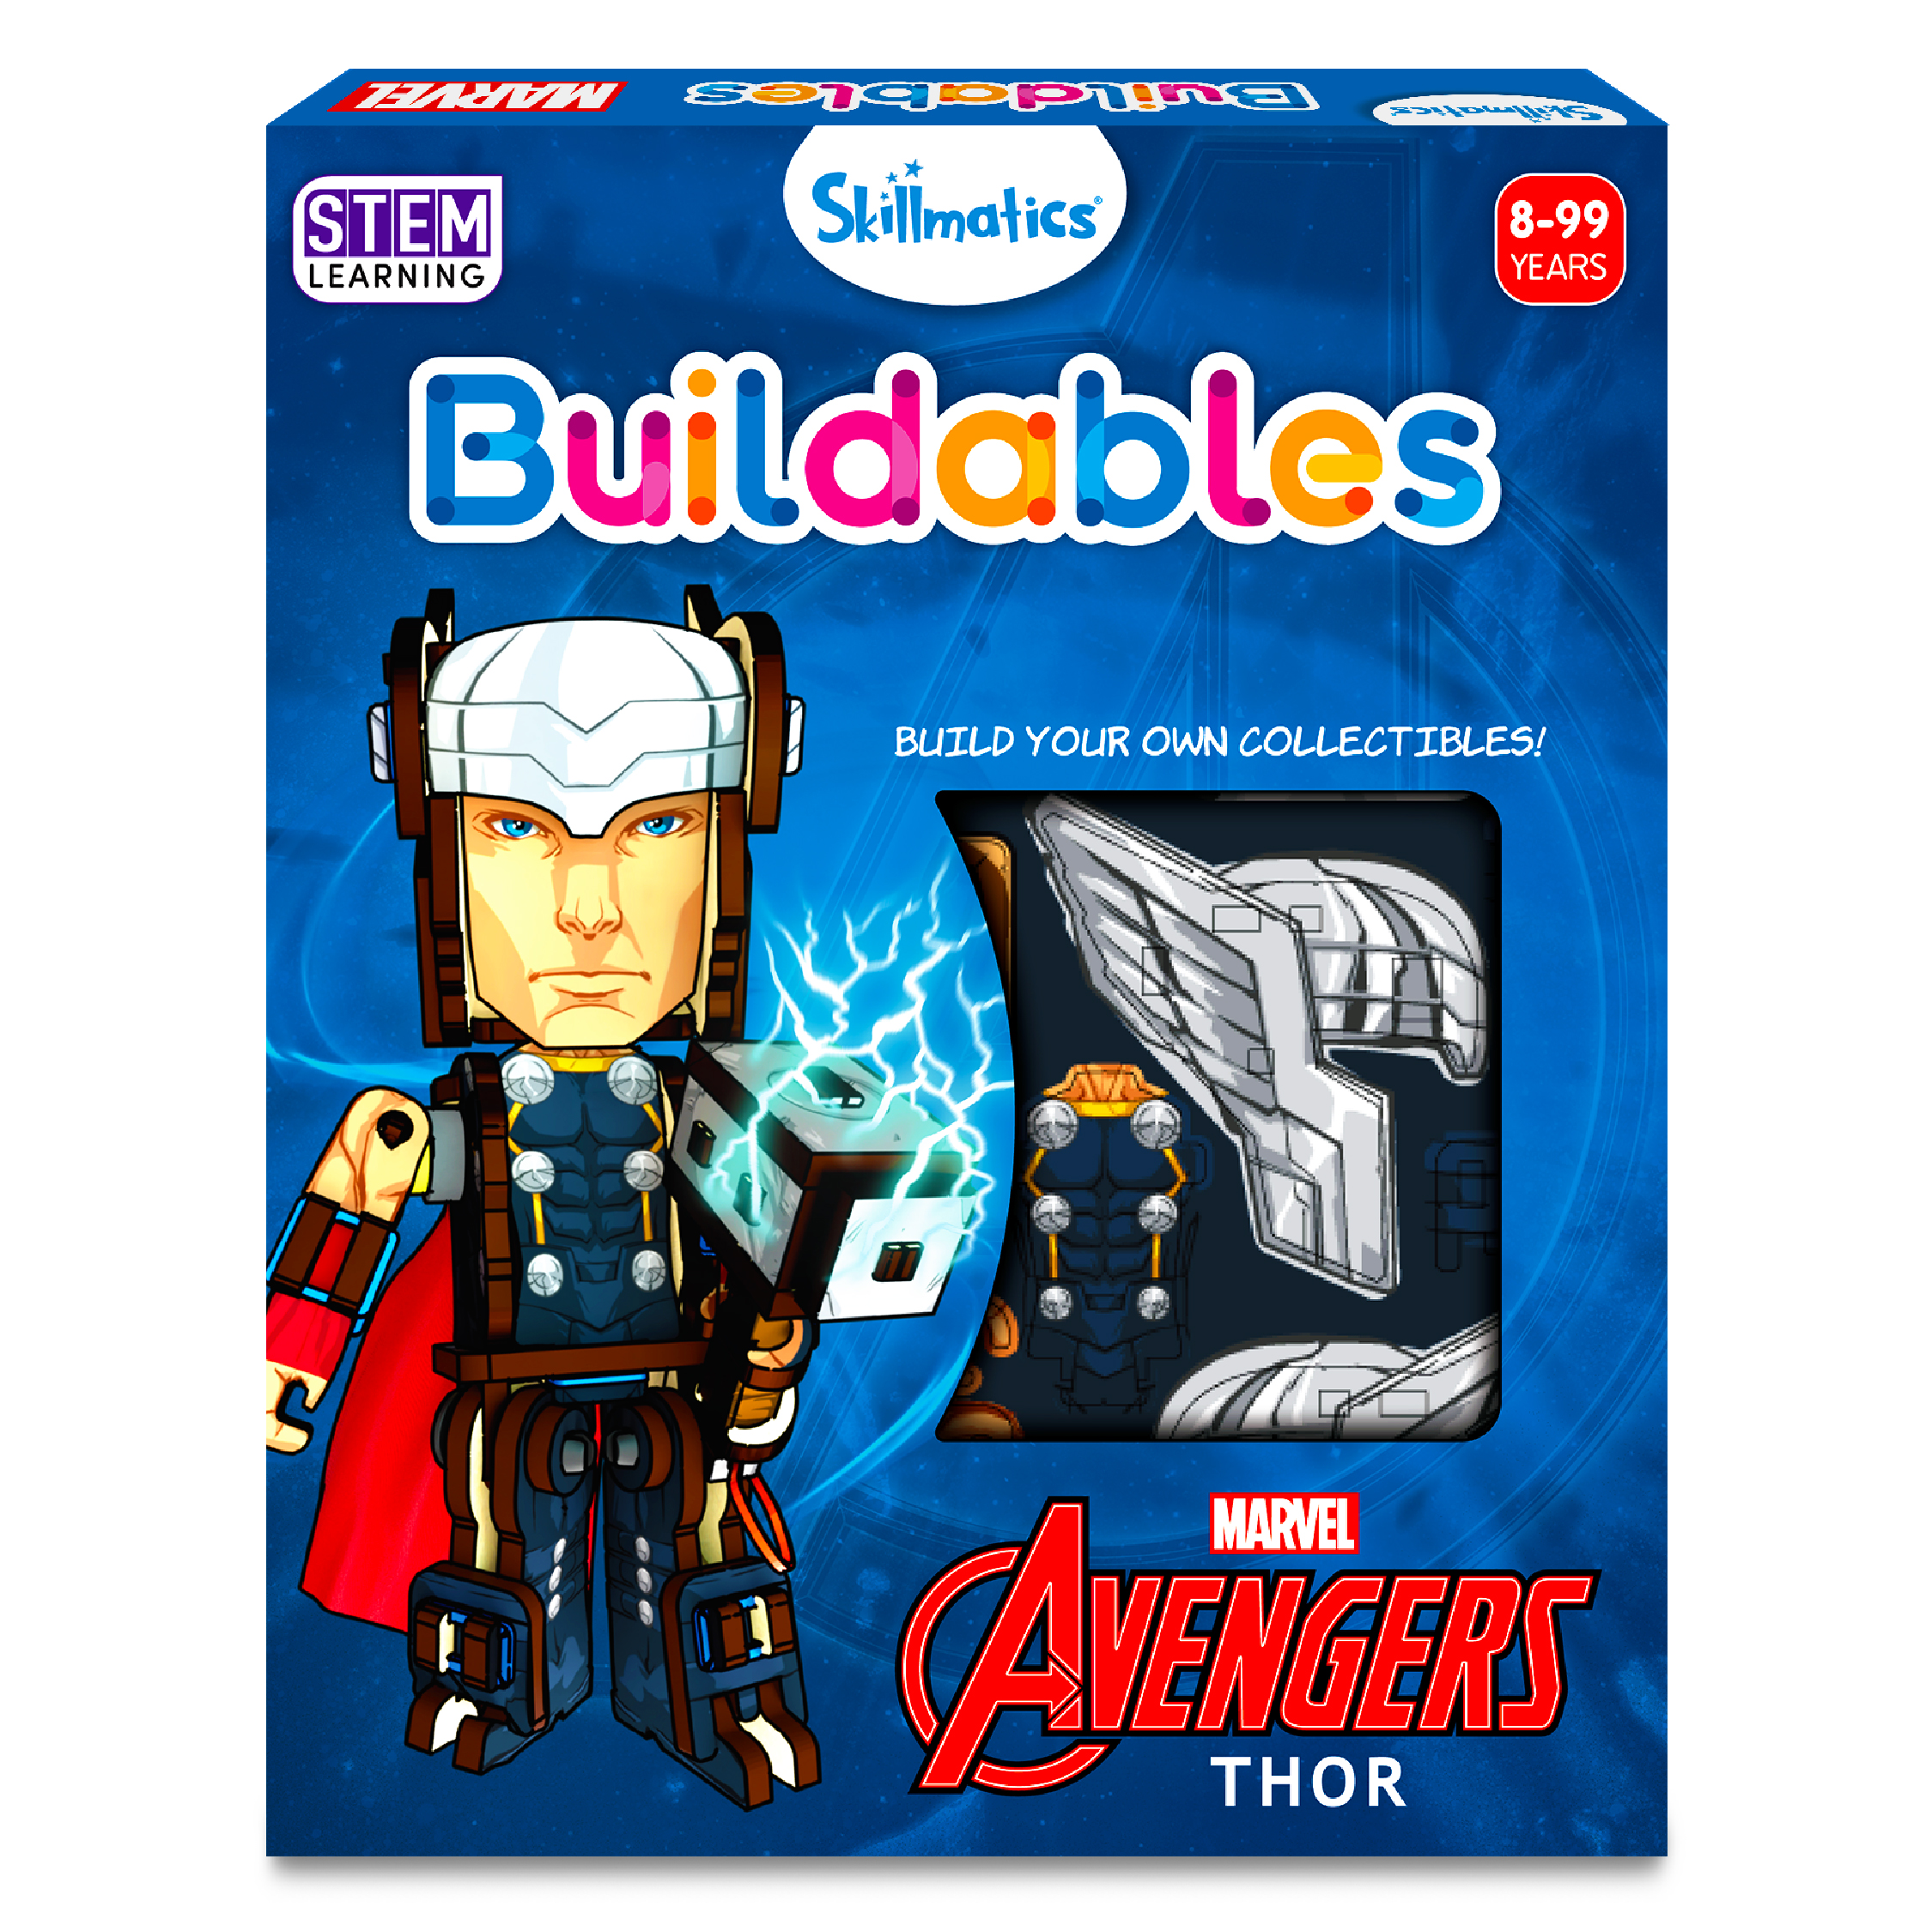 MARVEL
Buildables
Skillmatics
STEM
LEARNING
Skillmatics®
8-99
YEARS
Buildables
BUILD YOUR OWN COLLECTIBLES!
MARVEL
AVENGERS
THOR